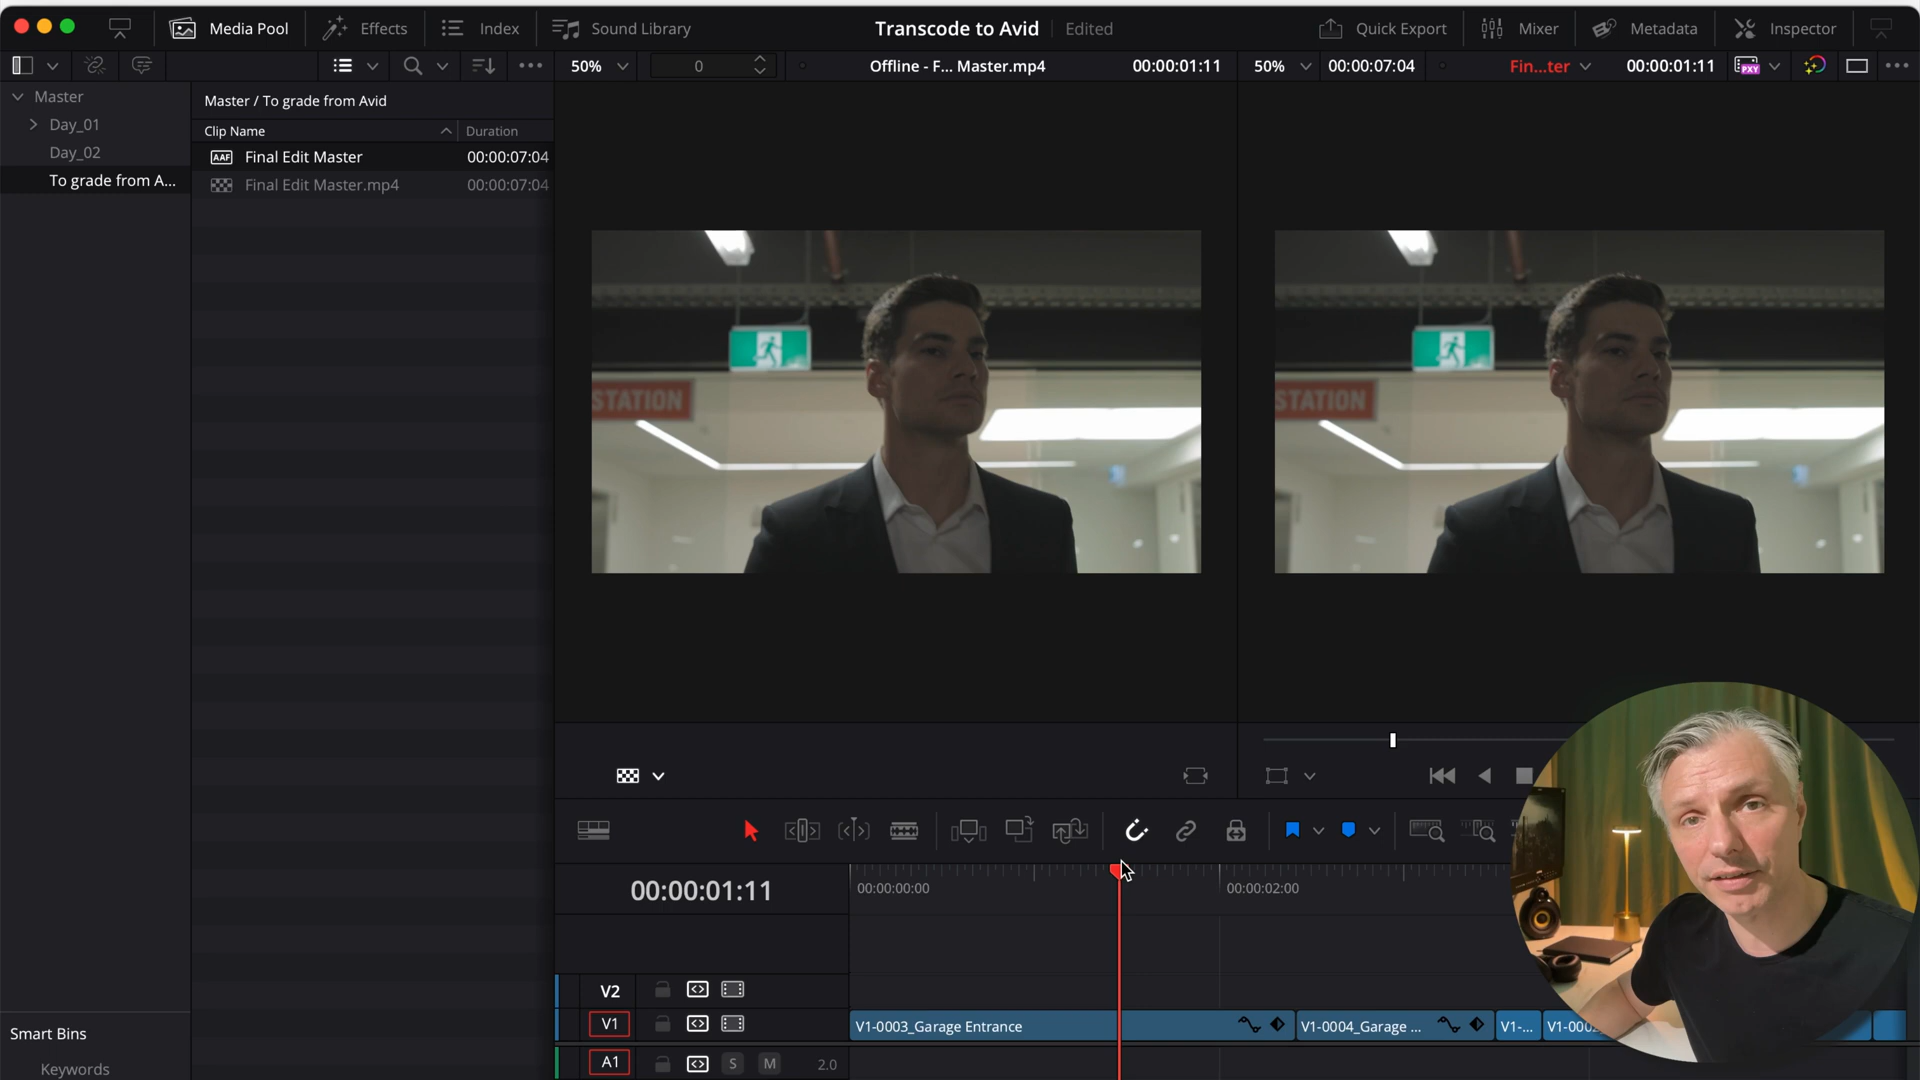 Media Pool
Effects
Index
Sound Library
Transcode to Avid
Edited
Quick Export
Mixer
Metadata
Inspector
50%
0
Offline - F... Master.mp4
00:00:01:11
50%
00:00:07:04
Fin...ter
00:00:01:11
PXY
Master
Day_01
Day_02
To grade from A...
Master / To grade from Avid
Clip Name
Duration
AAF
Final Edit Master
00:00:07:04
Final Edit Master.mp4
00:00:07:04
STATION
STATION
00:00:01:11
00:00:00:00
00:00:02:00
V2
V1
V1-0003_Garage Entrance
V1-0004_Garage ...
V1-...
A1
S
M
2.0
Smart Bins
Keywords